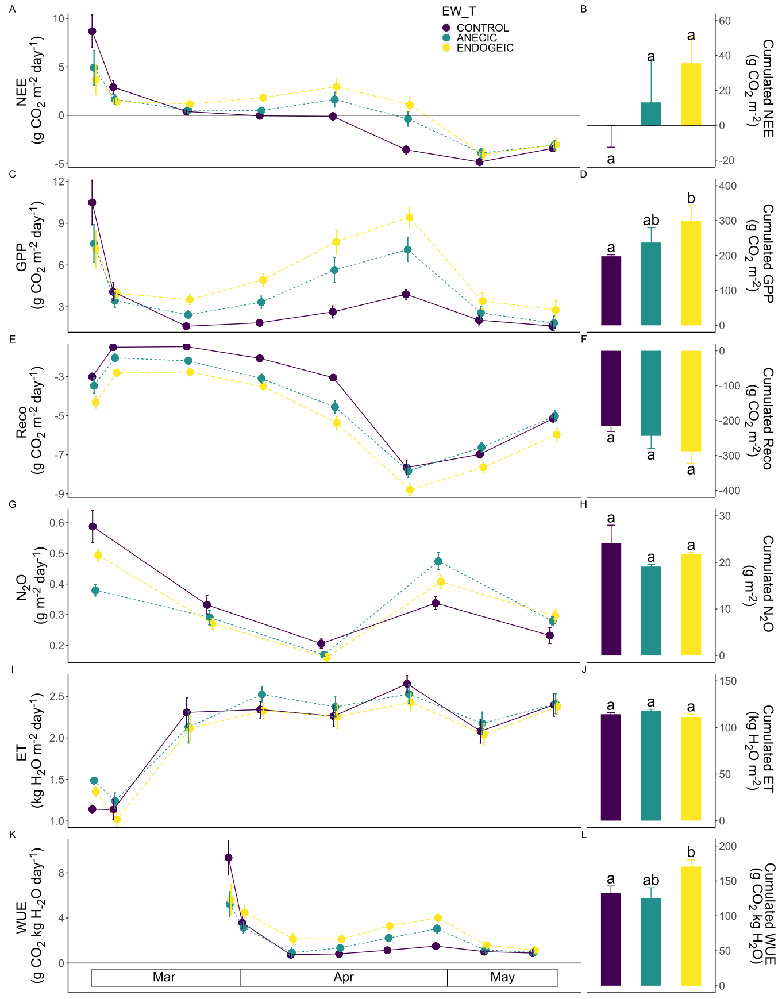 A
NEE
(g CO2 m-2 day-1)
10
5
0
-5
EW_T
CONTROL
ANECIC
ENDOGEIC
B
a
a
a
60
40
20
0
-20
Cumulated NEE
(g CO2 m-2)
C
GPP
(g CO2 m-2 day-1)
12
9
6
3
D
a
ab
b
400
300
200
100
0
Cumulated GPP
(g CO2 m-2)
E
Reco
(g CO2 m-2 day-1)
-3
-5
-7
-9
F
a
a
a
0
-100
-200
-300
-400
Cumulated Reco
(g CO2 m-2)
G
N2O
(g m-2 day-1)
0.6
0.5
0.4
0.3
0.2
H
a
a
a
30
20
10
0
Cumulated N2O
(g m-2)
I
ET
(kg H2O m-2 day-1)
2.5
2.0
1.5
1.0
J
a
a
a
150
100
50
0
Cumulated ET
(kg H2O m-2)
K
WUE
(g CO2 kg H-2O day-1)
8
4
0
Mar
Apr
May
L
a
ab
b
200
150
100
50
0
Cumulated WUE
(g CO2 kg H2O)